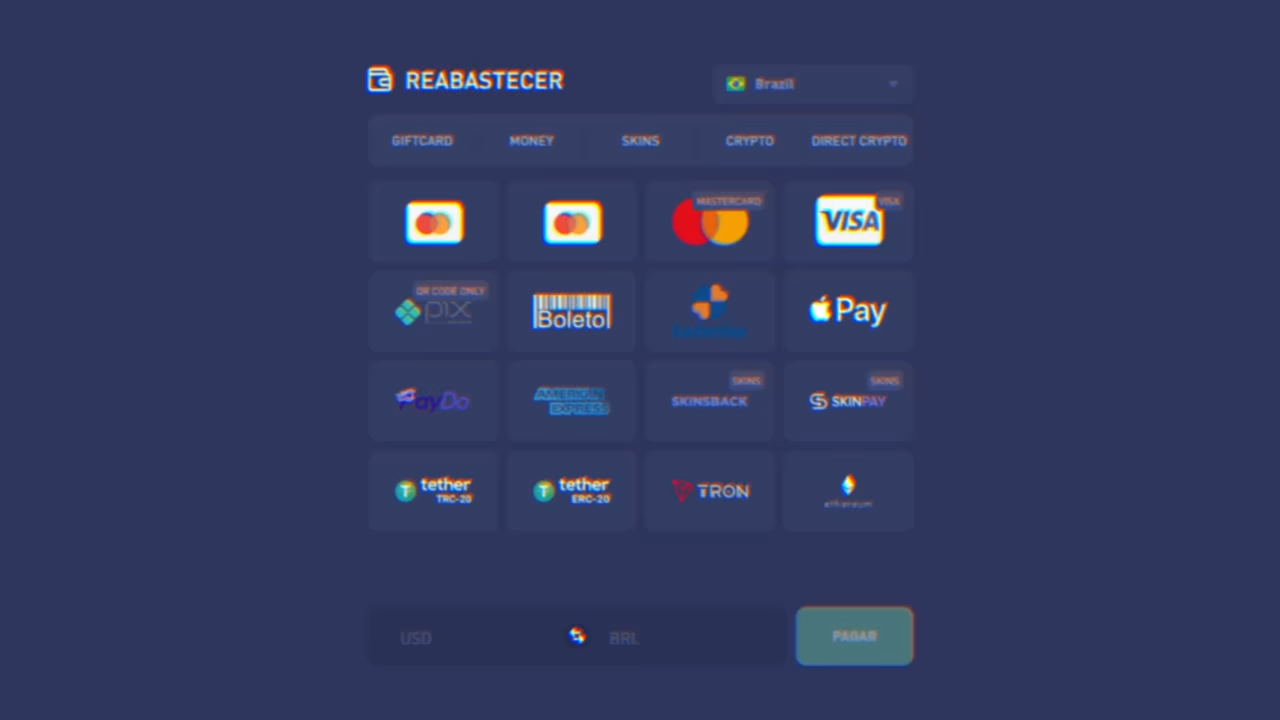 REABASTECER
Brazil
GIFTCARD MONEY SKINS CRYPTO DIRECT CRYPTO
MASTERCARD
VISA
VISA
QR CODE ONLY
pix
Boleto
Pay
PayDo
AMERICAN
EXPRESS
SKINS
SKINSBACK
SKINS
SKINPAY
tether
TRC-20
tether
ERC-20
TRON
ethereum
USD
BRL
PAGAR